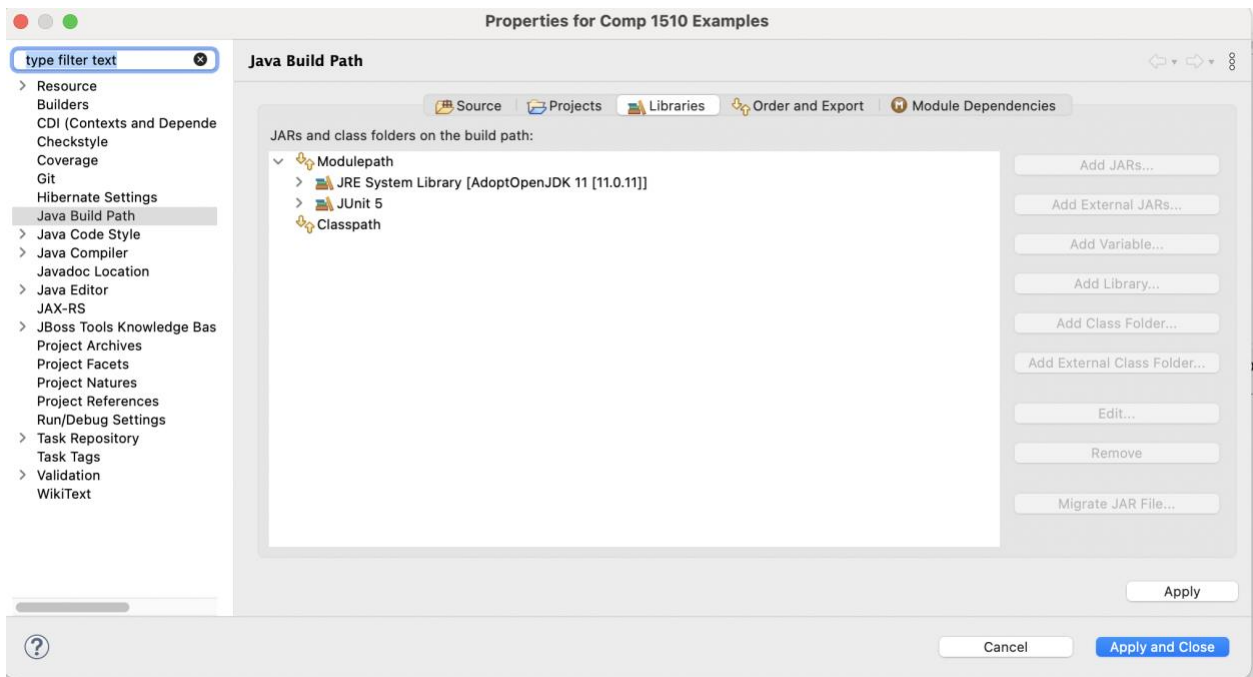 Properties for Comp 1510 Examples
type filter text
Resource
Builders
CDI (Contexts and Depende
Checkstyle
Coverage
Git
Hibernate Settings
Java Build Path
Java Code Style
Java Compiler
Javadoc Location
Java Editor
JAX-RS
JBoss Tools Knowledge Bas
Project Archives
Project Facets
Project Natures
Project References
Run/Debug Settings
Task Repository
Task Tags
Validation
WikiText
Java Build Path
Source Projects Libraries Order and Export Module Dependencies
JARs and class folders on the build path:
Modulepath
JRE System Library [AdoptOpenJDK 11 [11.0.11]]
JUnit 5
Classpath
Add JARs...
Add External JARs...
Add Variable...
Add Library...
Add Class Folder...
Add External Class Folder...
Edit...
Remove
Migrate JAR File...
Apply
? Cancel Apply and Close